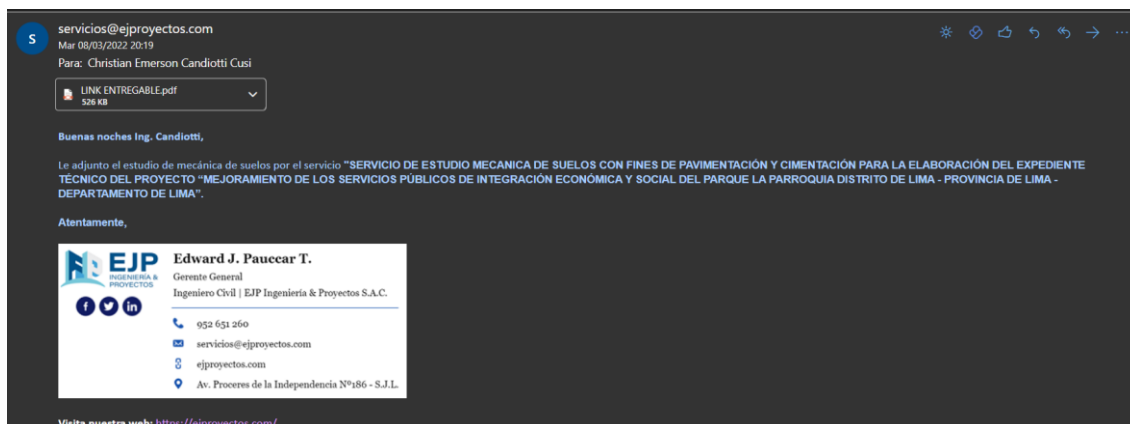 S
servicios@ejproyectos.com
Mar 08/03/2022 20:19
Para: Christian Emerson Candiotti Cusi
LINK ENTREGABLE.pdf
526 KB
Buenas noches Ing. Candiotti,
Le adjunto el estudio de mecánica de suelos por el servicio "SERVICIO DE ESTUDIO MECANICA DE SUELOS CON FINES DE PAVIMENTACIÓN Y CIMENTACIÓN PARA LA ELABORACIÓN DEL EXPEDIENTE
TÉCNICO DEL PROYECTO "MEJORAMIENTO DE LOS SERVICIOS PÚBLICOS DE INTEGRACIÓN ECONÓMICA Y SOCIAL DEL PARQUE LA PARROQUIA DISTRITO DE LIMA - PROVINCIA DE LIMA -
DEPARTAMENTO DE LIMA".
Atentamente,
EJP
INGENIERÍA &
PROYECTOS
Edward J. Paucar T.
Gerente General
Ingeniero Civil | EJP Ingeniería & Proyectos S.A.C.
952 651 260
servicios@ejproyectos.com
ejproyectos.com
Av. Proceres de la Independencia Nº186 - S.J.L.
Visita nuestra web: https://ejproyectos.com/